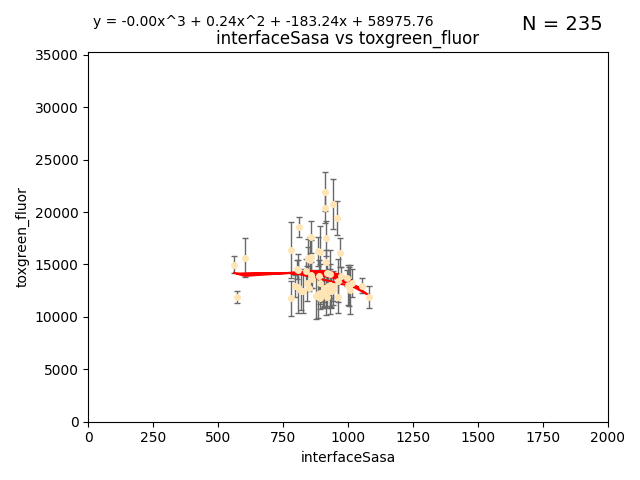 y = -0.00x^3 + 0.24x^2 + -183.24x + 58975.76
N = 235
interfaceSasa vs toxgreen_fluor
35000
30000
25000
20000
15000
10000
5000
0
toxgreen_fluor
0 250 500 750 1000 1250 1500 1750 2000
interfaceSasa